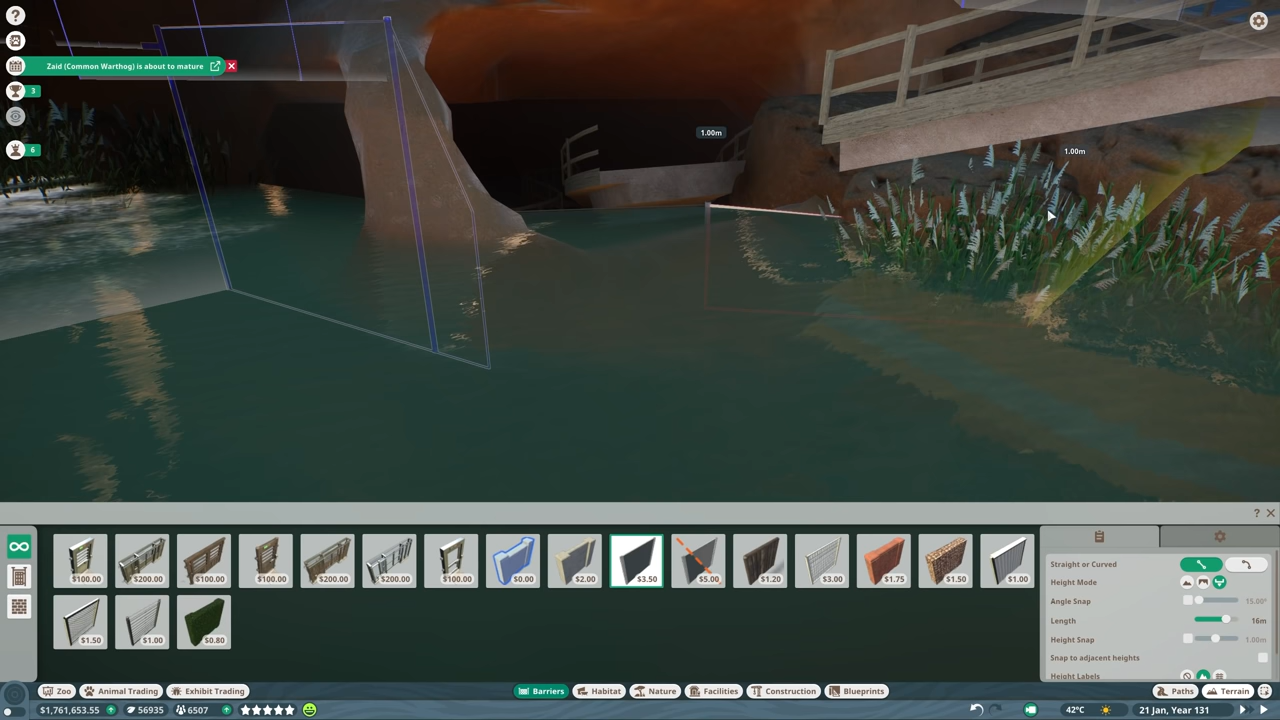 ?
Zaid (Common Warthog) is about to mature
3
6
1.00m
1.00m
?
$100.00
$200.00
$100.00
$100.00
$200.00
$200.00
$100.00
$0.00
$2.00
$3.50
$5.00
$1.20
$3.00
$1.75
$1.50
$1.00
$1.50
$1.00
$0.80
Straight or Curved
Height Mode
Angle Snap
15.00°
Length
16m
Height Snap
1.00m
Snap to adjacent heights
Height Labels
Zoo
Animal Trading
Exhibit Trading
Barriers
Habitat
Nature
Facilities
Construction
Blueprints
Paths
Terrain
$1,761,653.55
56935
6507
42°C
21 Jan, Year 131